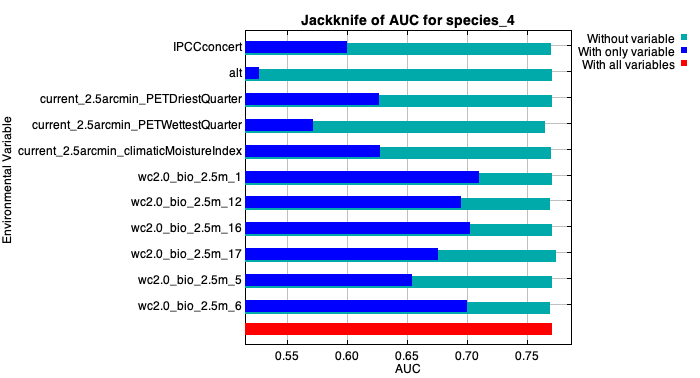 Jackknife of AUC for species_4
Without variable
With only variable
With all variables
Environmental Variable
IPCCconcert
alt
current_2.5arcmin_PETDriestQuarter
current_2.5arcmin_PETWettestQuarter
current_2.5arcmin_climaticMoistureIndex
wc2.0_bio_2.5m_1
wc2.0_bio_2.5m_12
wc2.0_bio_2.5m_16
wc2.0_bio_2.5m_17
wc2.0_bio_2.5m_5
wc2.0_bio_2.5m_6
0.55 0.60 0.65 0.70 0.75
AUC